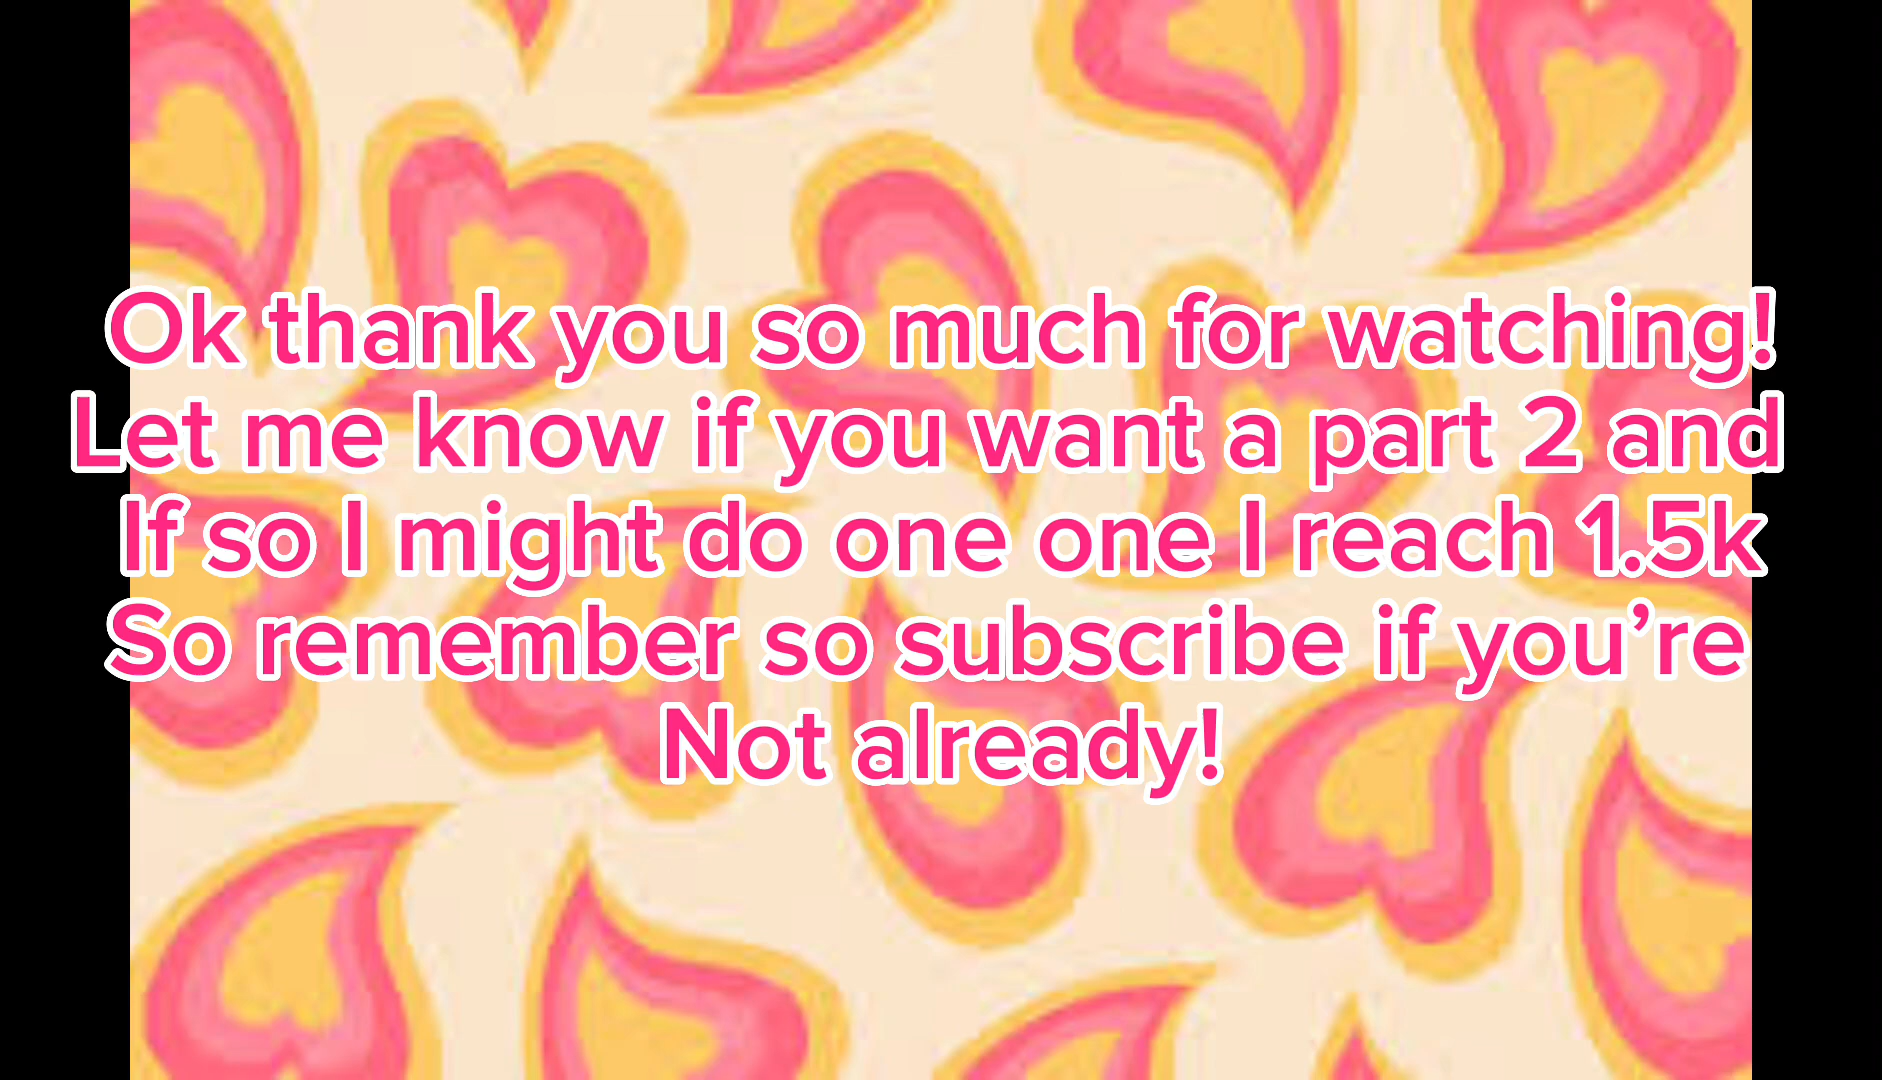 Ok thank you so much for watching!
Let me know if you want a part 2 and
If so I might do one one I reach 1.5k
So remember so subscribe if you’re
Not already!